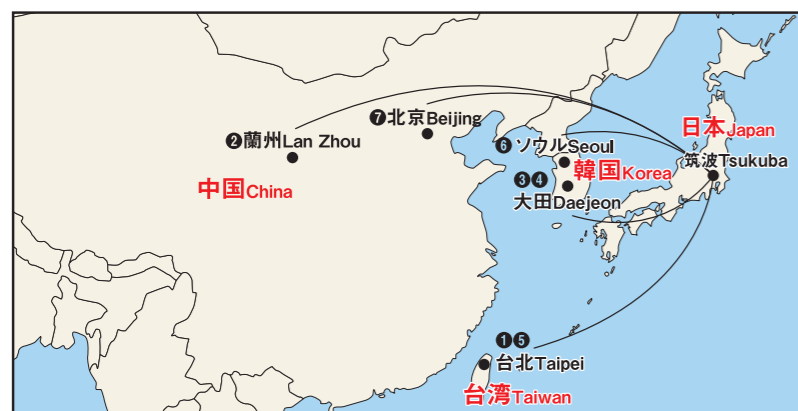 ❼北京Beijing
❷蘭州Lan Zhou
中国China
❻ソウルSeoul
韓国Korea
❸❹
大田Daejeon
日本Japan
筑波Tsukuba
❶❺
台北Taipei
台湾Taiwan